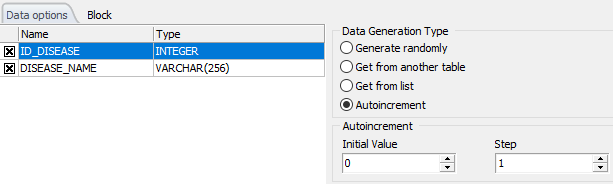 Data options Block
Name Type
ID_DISEASE INTEGER
DISEASE_NAME VARCHAR(256)
Data Generation Type
Generate randomly
Get from another table
Get from list
Autoincrement
Autoincrement
Initial Value Step
0 1